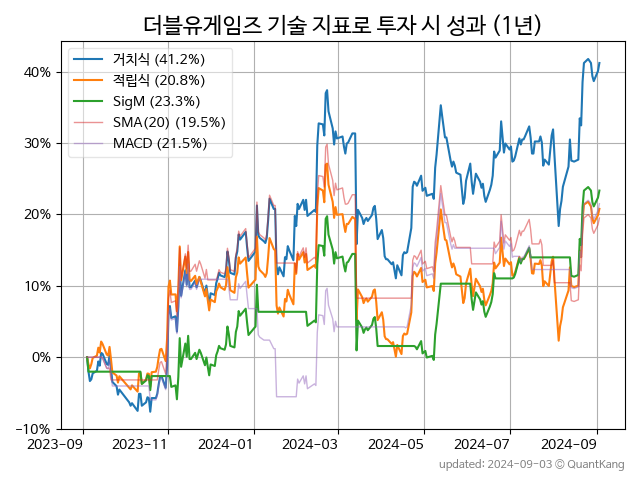 더블유게임즈 기술 지표로 투자 시 성과 (1년)
거치식 (41.2%)
적립식 (20.8%)
SigM (23.3%)
SMA(20) (19.5%)
MACD (21.5%)
40%
30%
20%
10%
0%
−10%
2023-09 2023-11 2024-01 2024-03 2024-05 2024-07 2024-09
updated: 2024-09-03 © QuantKang